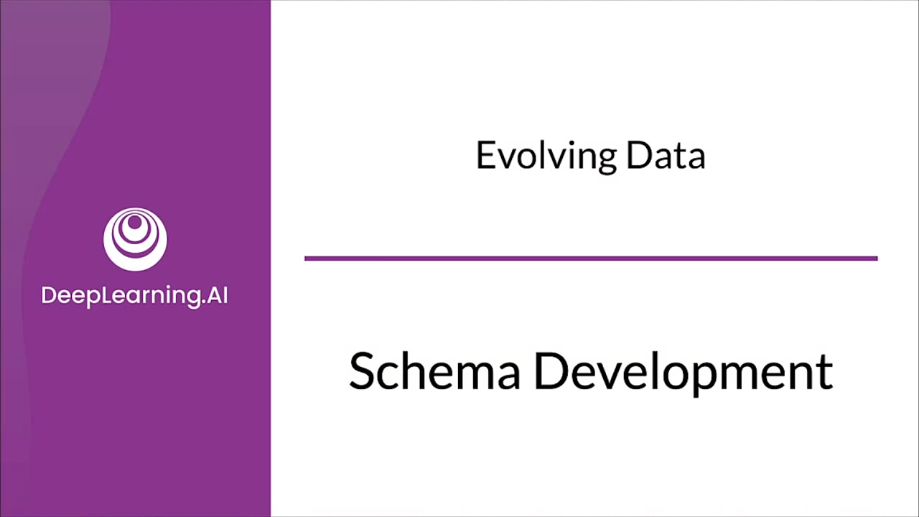 Evolving Data
DeepLearning.AI
Schema Development